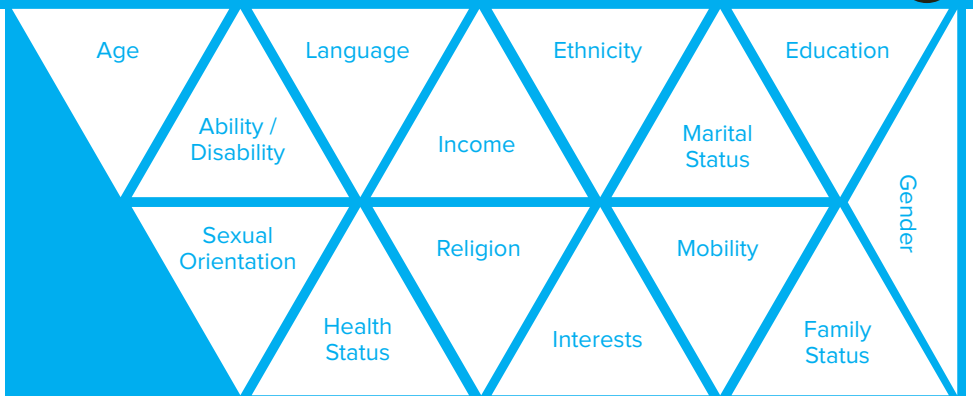 Age
Language
Ethnicity
Education
Ability /
Disability
Income
Marital
Status
Gender
Sexual
Orientation
Religion
Mobility
Health
Status
Interests
Family
Status